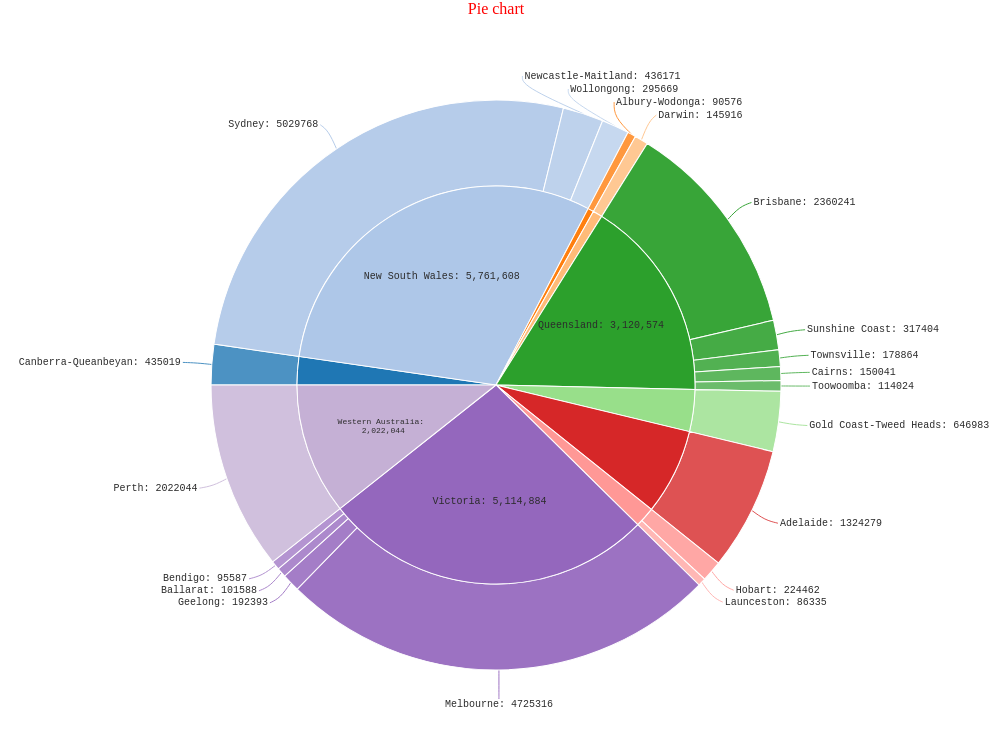 Pie chart
Newcastle-Maitland: 436171
Wollongong: 295669
Albury-Wodonga: 90576
Darwin: 145916
Sydney: 5029768
Brisbane: 2360241
New South Wales: 5,761,608
Queensland: 3,120,574
Sunshine Coast: 317404
Townsville: 178864
Canberra-Queanbeyan: 435019
Cairns: 150041
Toowoomba: 114024
Western Australia:
2,022,044
Gold Coast-Tweed Heads: 646983
Perth: 2022044
Victoria: 5,114,884
Adelaide: 1324279
Bendigo: 95587
Ballarat: 101588
Hobart: 224462
Geelong: 192393
Launceston: 86335
Melbourne: 4725316